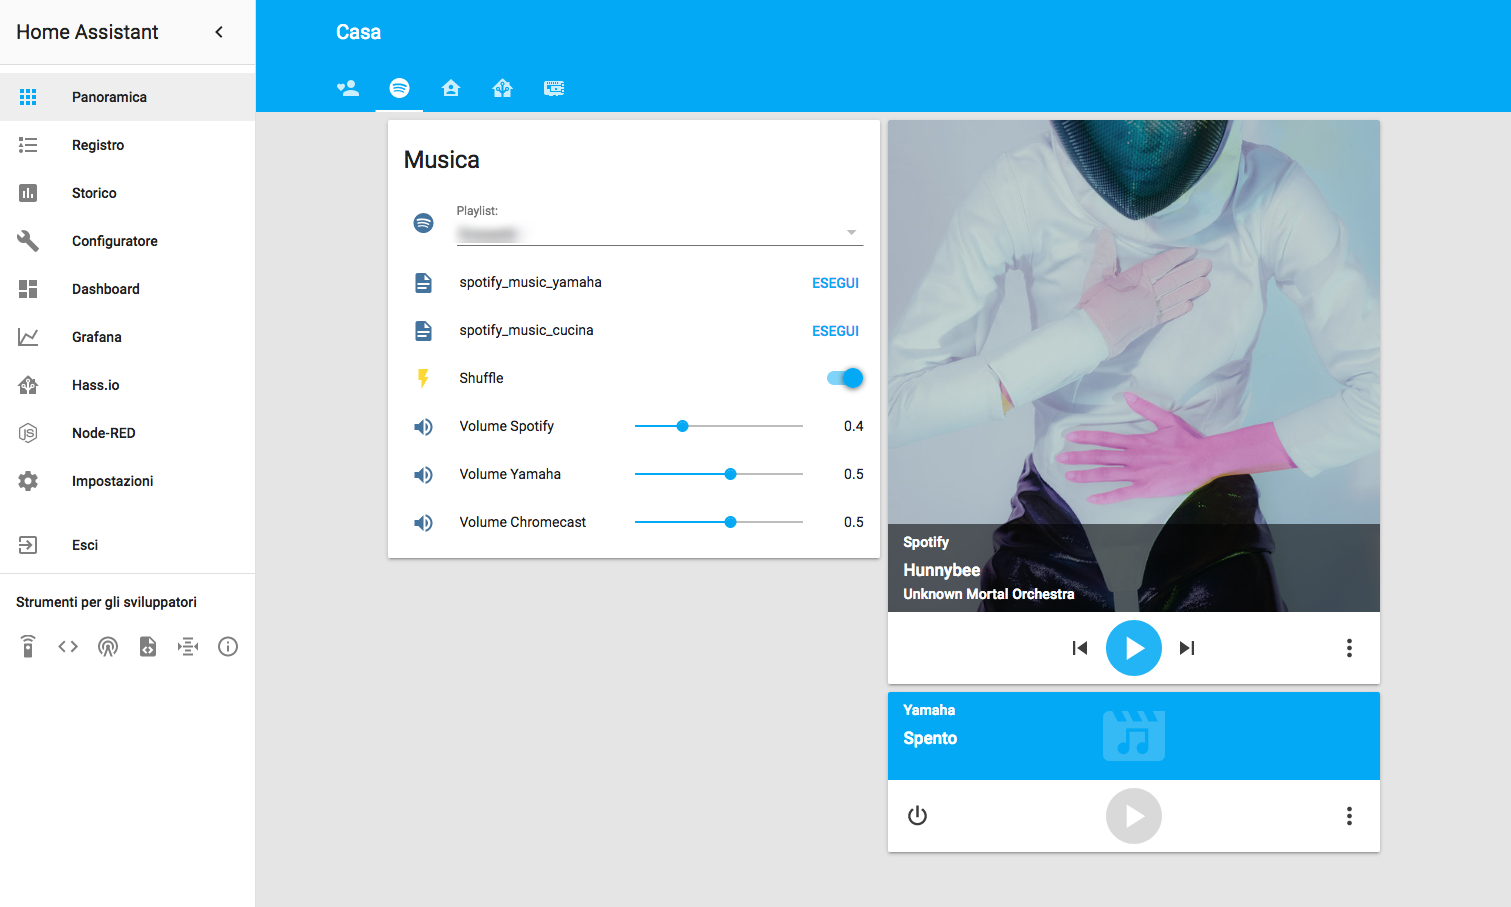 Home Assistant
Panoramica
Registro
Storico
Configuratore
Dashboard
Grafana
Hass.io
Node-RED
Impostazioni
Esci
Strumenti per gli sviluppatori
Casa
Musica
Playlist:
spotify_music_yamaha ESEGUI
spotify_music_cucina ESEGUI
Shuffle
Volume Spotify 0.4
Volume Yamaha 0.5
Volume Chromecast 0.5
Spotify
Hunnybee
Unknown Mortal Orchestra
Yamaha
Spento